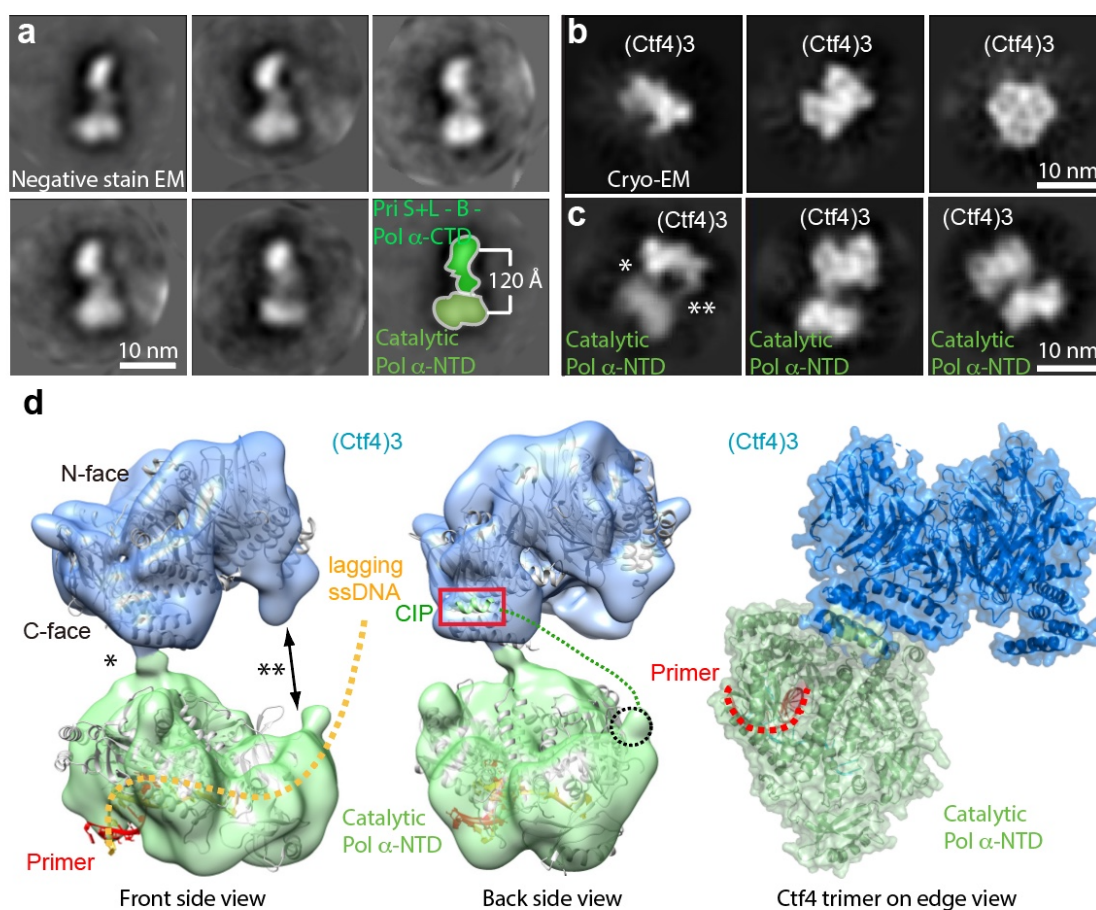 a
Negative stain EM
Pri S+L - B -
Pol α-CTD
120 Å
10 nm
Catalytic
Pol α-NTD
b
(Ctf4)3
(Ctf4)3
(Ctf4)3
Cryo-EM
10 nm
c
(Ctf4)3
(Ctf4)3
(Ctf4)3
*
**
Catalytic
Pol α-NTD
Catalytic
Pol α-NTD
Catalytic
Pol α-NTD
10 nm
d
(Ctf4)3
(Ctf4)3
N-face
lagging
ssDNA
CIP
C-face
*
**
Primer
Primer
Catalytic
Pol α-NTD
Catalytic
Pol α-NTD
Front side view
Back side view
Ctf4 trimer on edge view